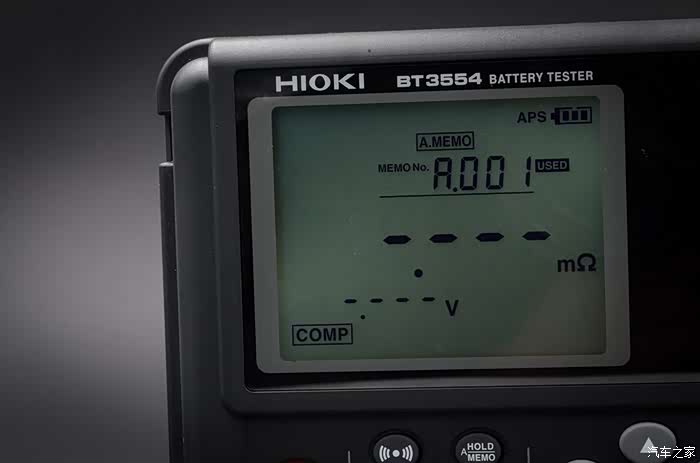 HIOKI BT3554 BATTERY TESTER
APS
A.MEMO
MEMO No. A.001 USED
- - - -
. mΩ
- - - -
. V
COMP
A HOLD
MEMO
汽车之家